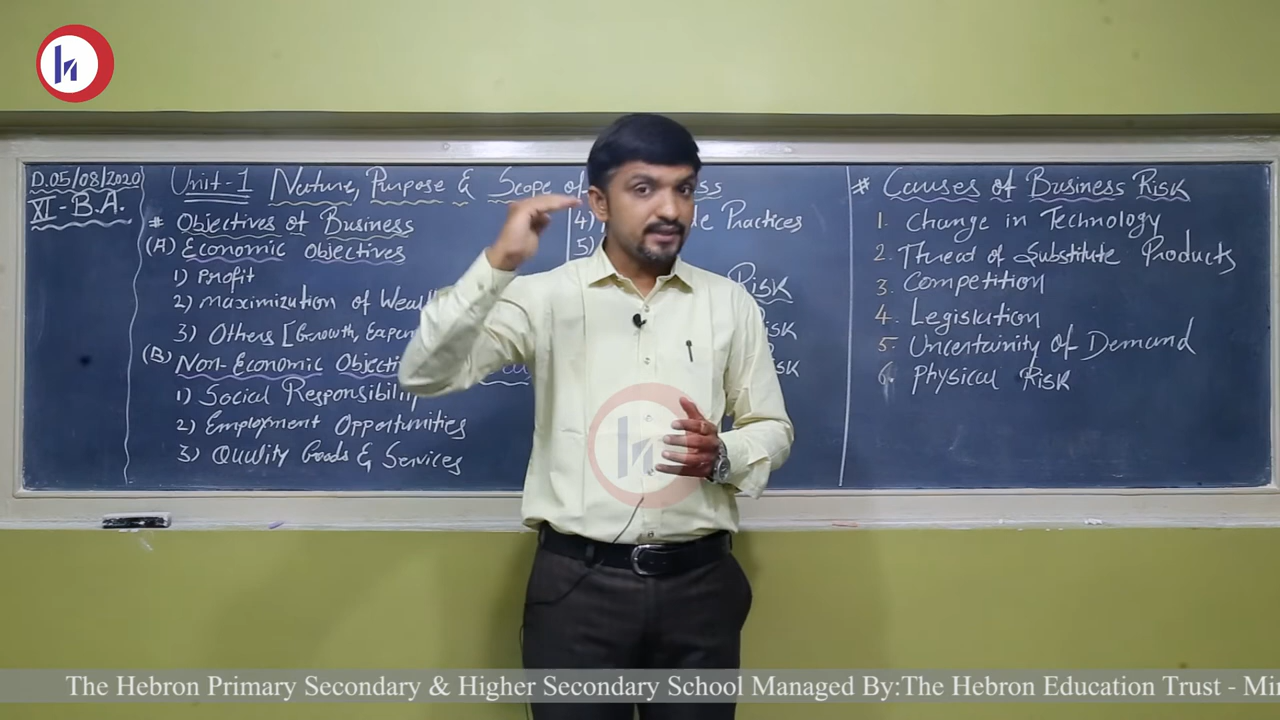 D.05/08/2020
XI - B.A.
Unit-1 Nature, Purpose & Scope of
# Objectives of Business
(A) Economic Objectives
1) Profit
2) Maximization of Weal
3) Others [Growth, Expan
(B) Non-Economic Objecti
1) Social Responsibility
2) Employment Opportunities
3) Quality Goods & Services
4) Practices
5)
Risk
# Causes of Business Risk
1. Change in Technology
2. Thread of Substitute Products
3. Competition
4. Legislation
5. Uncertainity of Demand
6. Physical Risk
The Hebron Primary Secondary & Higher Secondary School Managed By:The Hebron Education Trust - Mir